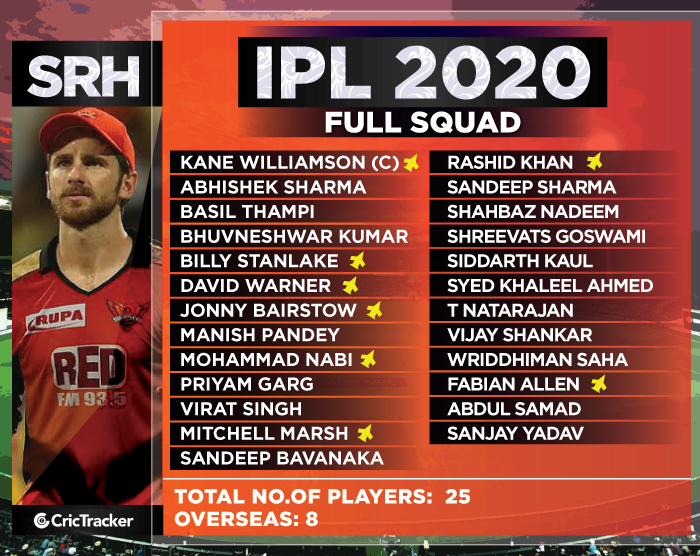 SRH
IPL 2020
FULL SQUAD
KANE WILLIAMSON (C)
ABHISHEK SHARMA
BASIL THAMPI
BHUVNESHWAR KUMAR
BILLY STANLAKE
DAVID WARNER
JONNY BAIRSTOW
MANISH PANDEY
MOHAMMAD NABI
PRIYAM GARG
VIRAT SINGH
MITCHELL MARSH
SANDEEP BAVANAKA
RASHID KHAN
SANDEEP SHARMA
SHAHBAZ NADEEM
SHREEVATS GOSWAMI
SIDDARTH KAUL
SYED KHALEEL AHMED
T NATARAJAN
VIJAY SHANKAR
WRIDDHIMAN SAHA
FABIAN ALLEN
ABDUL SAMAD
SANJAY YADAV
TOTAL NO.OF PLAYERS: 25
OVERSEAS: 8
RUPA
RED
FM 93.5
CricTracker